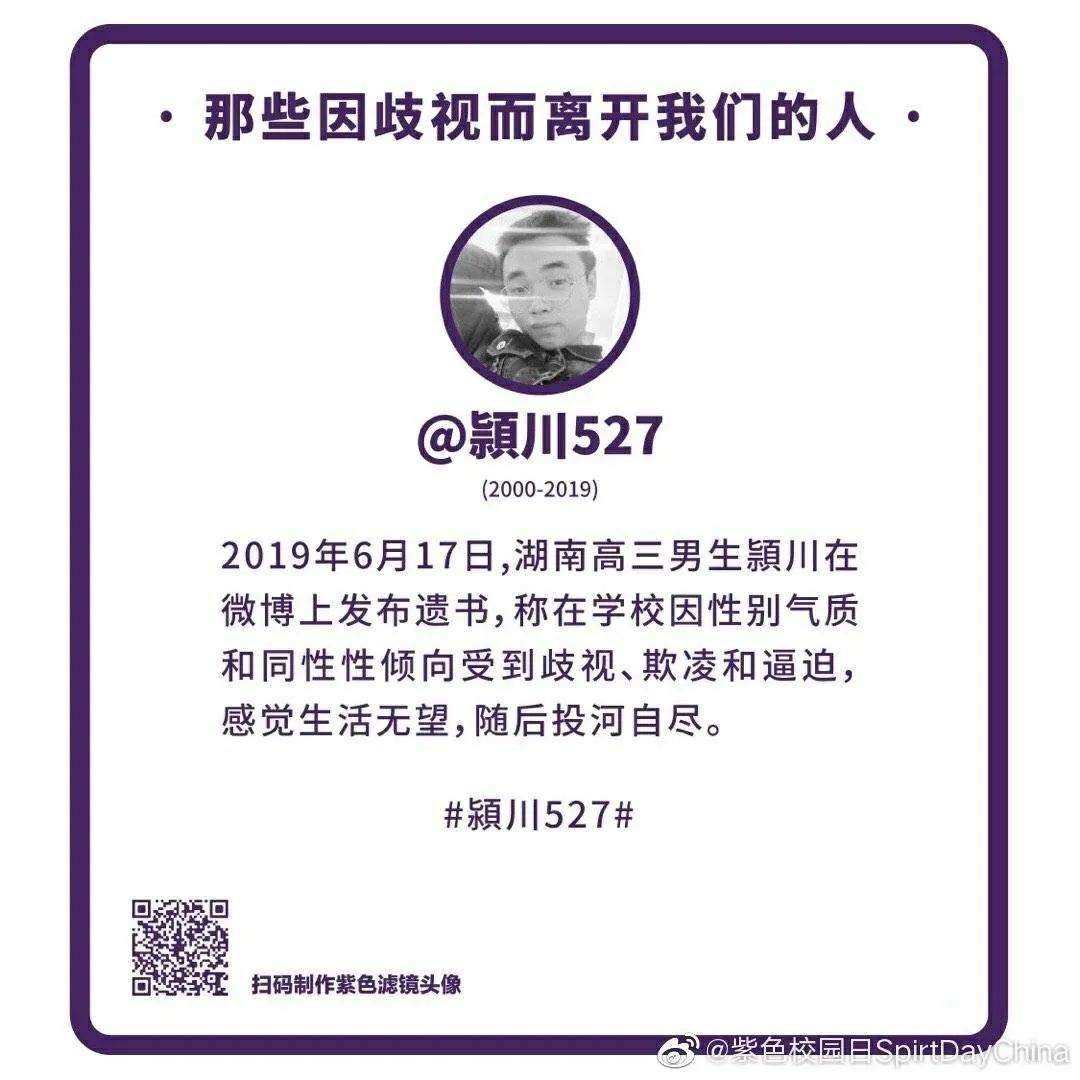 · 那些因歧视而离开我们的人 ·
@潁川527
(2000-2019)
2019年6月17日,湖南高三男生潁川在
微博上发布遗书,称在学校因性别气质
和同性性倾向受到歧视、欺凌和逼迫,
感觉生活无望,随后投河自尽。
#潁川527#
扫码制作紫色滤镜头像
@紫色校园日SpirtDayChina